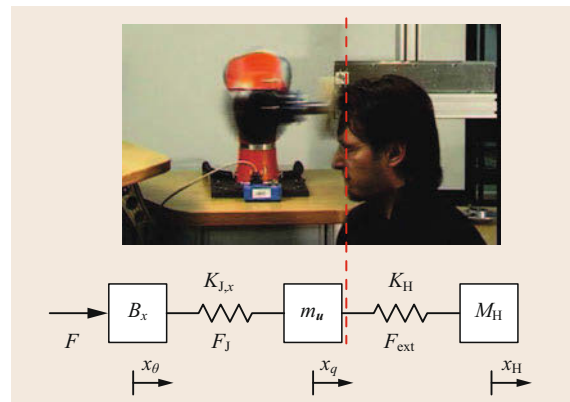 K_J,x K_H
B_x m_u M_H
F F_J F_ext
x_θ x_q x_H